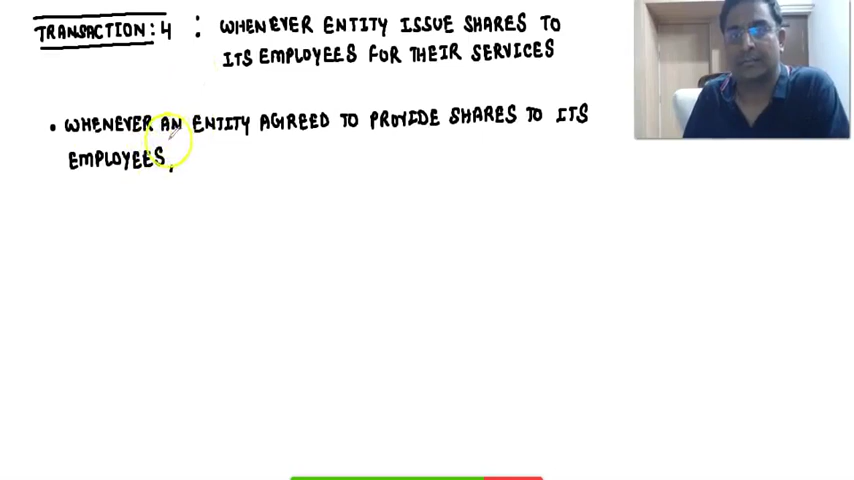 TRANSACTION: 4 : WHENEVER ENTITY ISSUE SHARES TO
ITS EMPLOYEES FOR THEIR SERVICES
• WHENEVER AN ENTITY AGREED TO PROVIDE SHARES TO ITS
EMPLOYEES,